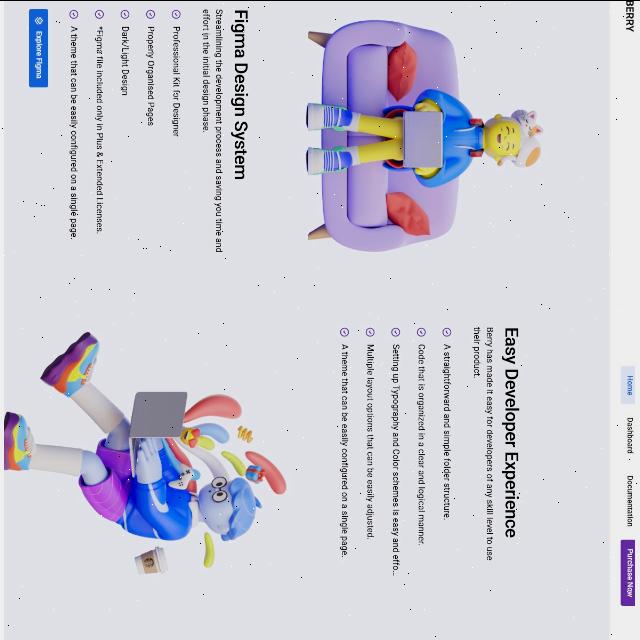 BERRY
Home
Dashboard
Documentation
Purchase Now
Easy Developer Experience
Berry has made it easy for developers of any skill level to use
their product.
A straightforward and simple folder structure.
Code that is organized in a clear and logical manner.
Setting up Typography and Color schemes is easy and effo...
Multiple layout options that can be easily adjusted.
A theme that can be easily configured on a single page.
Figma Design System
Streamlining the development process and saving you time and
effort in the initial design phase.
Professional Kit for Designer
Properly Organised Pages
Dark/Light Design
*Figma file included only in Plus & Extended Licenses.
A theme that can be easily configured on a single page.
Explore Figma